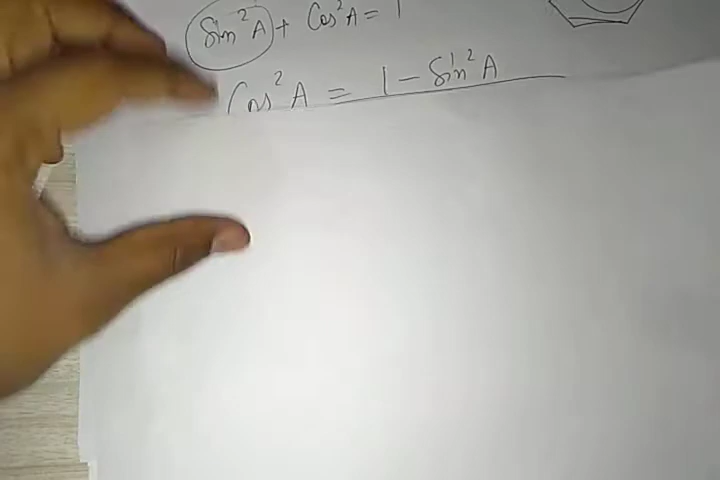 Sin²A + Cos²A = 1
Cos²A = 1 - Sin²A